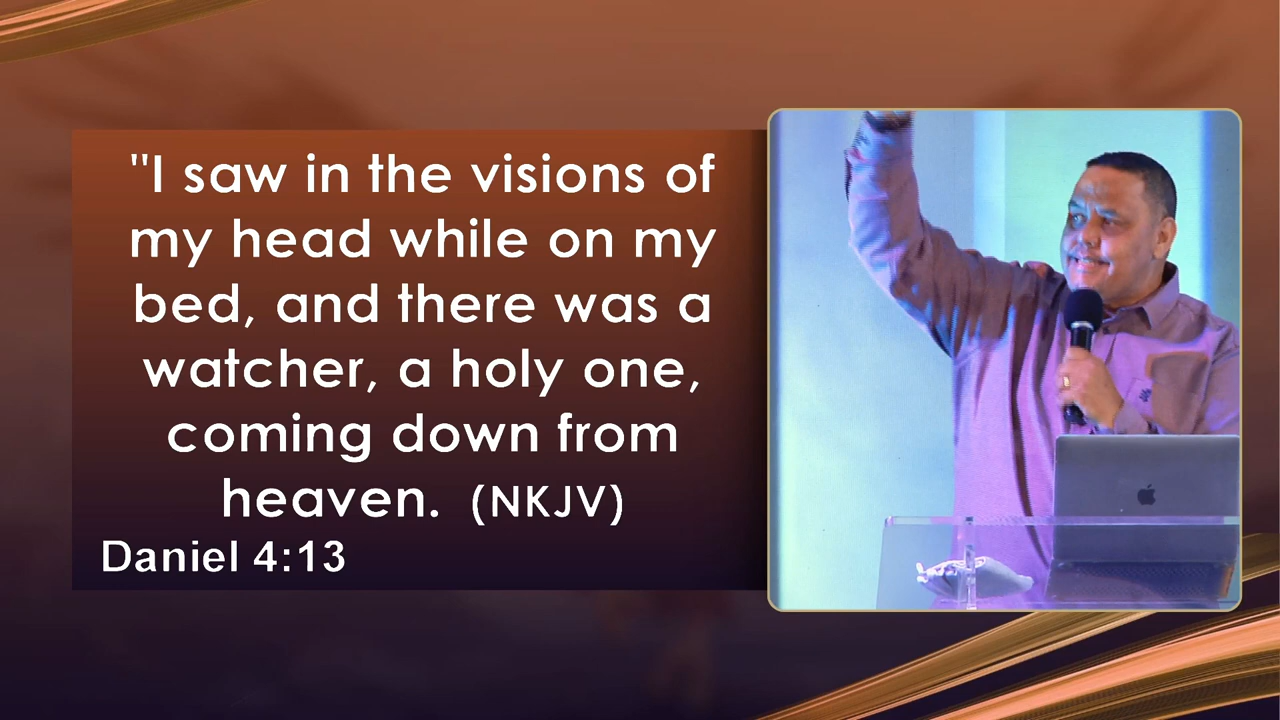 "I saw in the visions of
my head while on my
bed, and there was a
watcher, a holy one,
coming down from
heaven. (NKJV)
Daniel 4:13